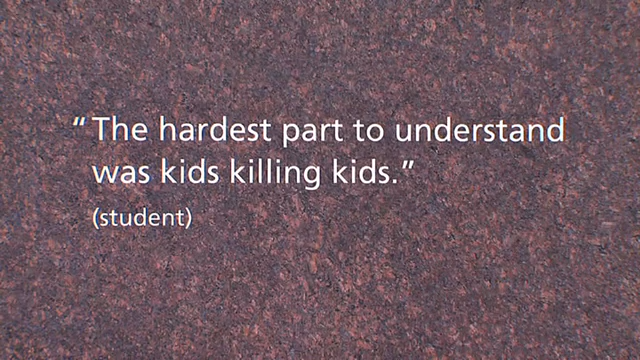 “The hardest part to understand
was kids killing kids.”
(student)